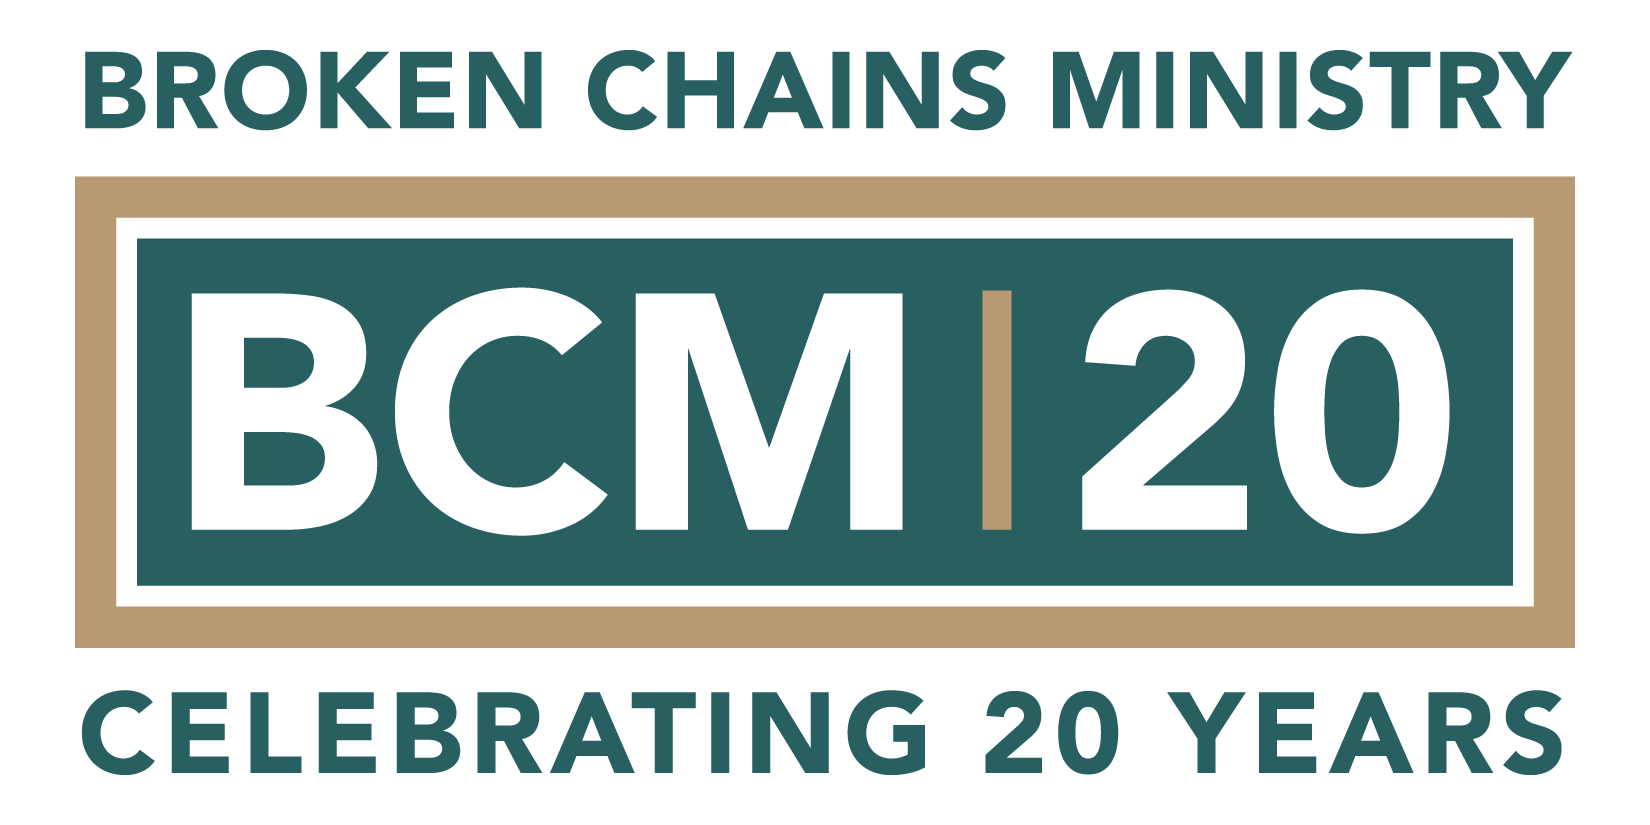 BROKEN CHAINS MINISTRY
BCM | 20
CELEBRATING 20 YEARS